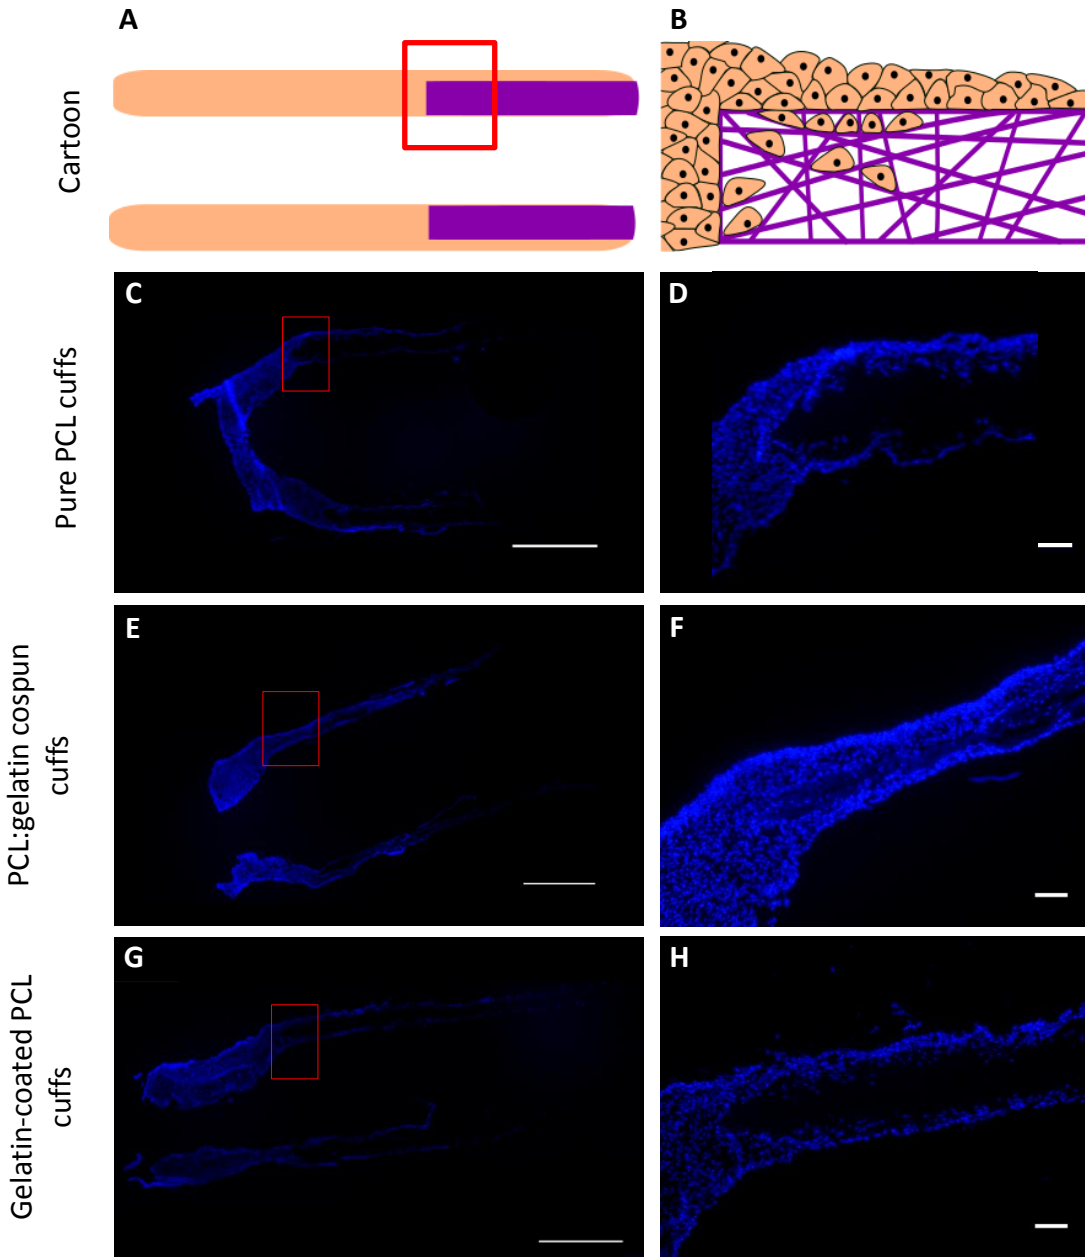 A
B
Cartoon
C
D
Pure PCL cuffs
E
F
PCL:gelatin cospun
cuffs
G
H
Gelatin-coated PCL
cuffs